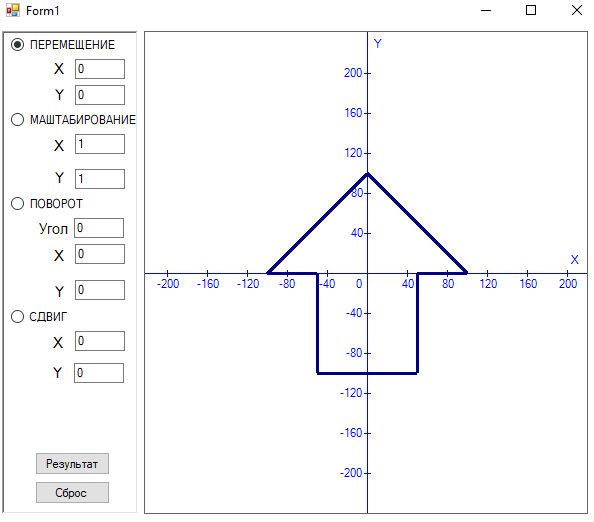 Form1
ПЕРЕМЕЩЕНИЕ
X 0
Y 0
МАШТАБИРОВАНИЕ
X 1
Y 1
ПОВОРОТ
Угол 0
X 0
Y 0
СДВИГ
X 0
Y 0
Результат
Сброс
Y
200
160
120
80
40
X
-200 -160 -120 -80 -40 0 40 80 120 160 200
-40
-80
-120
-160
-200